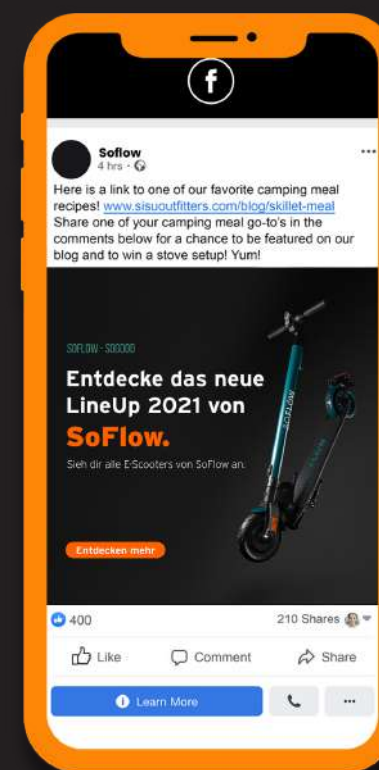 f
Soflow
4 hrs ·
Here is a link to one of our favorite camping meal
recipes! www.sisuoutfitters.com/blog/skillet-meal
Share one of your camping meal go-to's in the
comments below for a chance to be featured on our
blog and to win a stove setup! Yum!
SOFLOW - SOGOOD
Entdecke das neue
LineUp 2021 von
SoFlow.
Sieh dir alle E-Scooters von SoFlow an.
Entdecken mehr
SOFLOW
400
210 Shares
Like
Comment
Share
Learn More